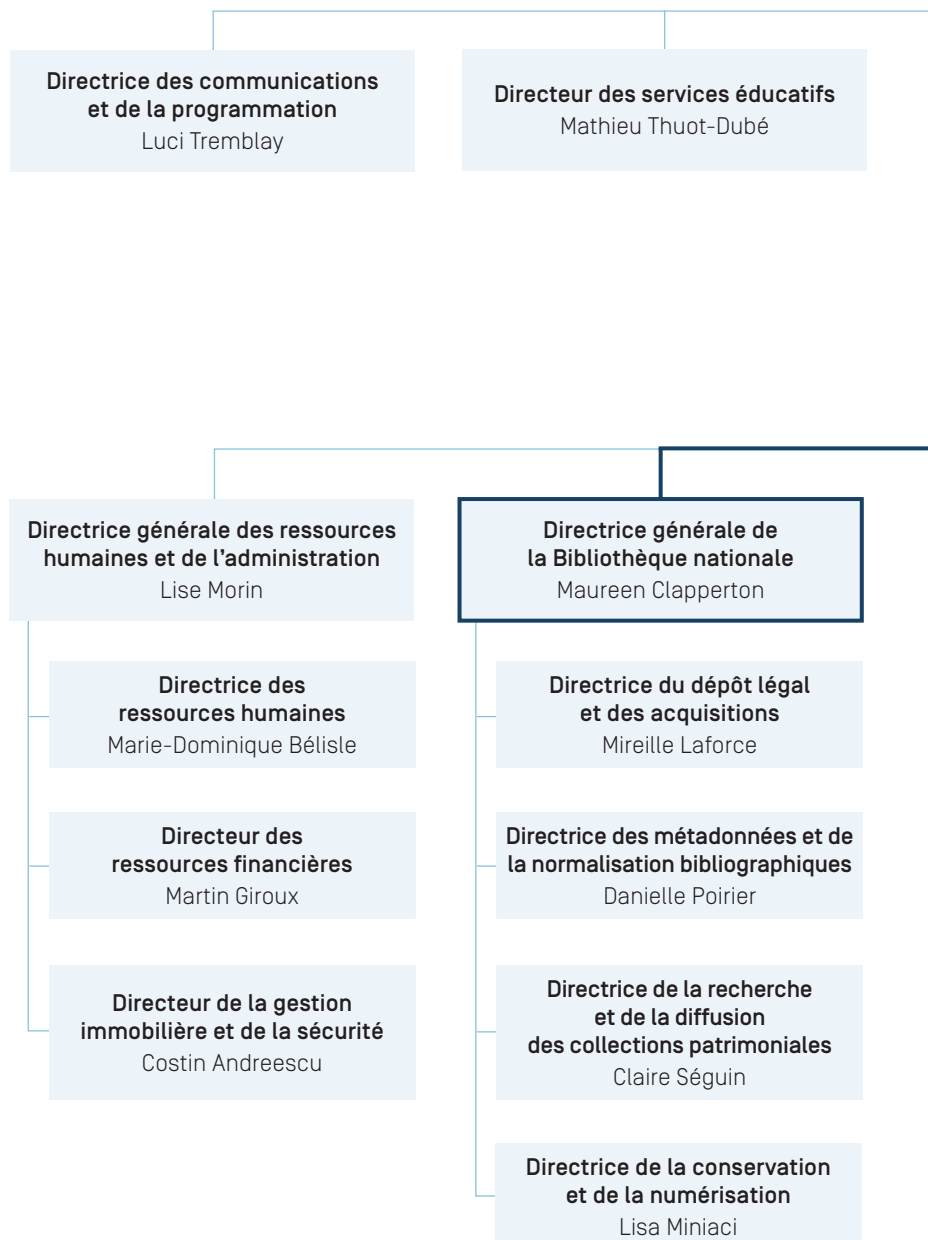 Directrice des communications
et de la programmation
Luci Tremblay
Directeur des services éducatifs
Mathieu Thuot-Dubé
Directrice générale des ressources
humaines et de l’administration
Lise Morin
Directrice des
ressources humaines
Marie-Dominique Bélisle
Directeur des
ressources financières
Martin Giroux
Directeur de la gestion
immobilière et de la sécurité
Costin Andreescu
Directrice générale de
la Bibliothèque nationale
Maureen Clapperton
Directrice du dépôt légal
et des acquisitions
Mireille Laforce
Directrice des métadonnées et de
la normalisation bibliographiques
Danielle Poirier
Directrice de la recherche
et de la diffusion
des collections patrimoniales
Claire Séguin
Directrice de la conservation
et de la numérisation
Lisa Miniaci